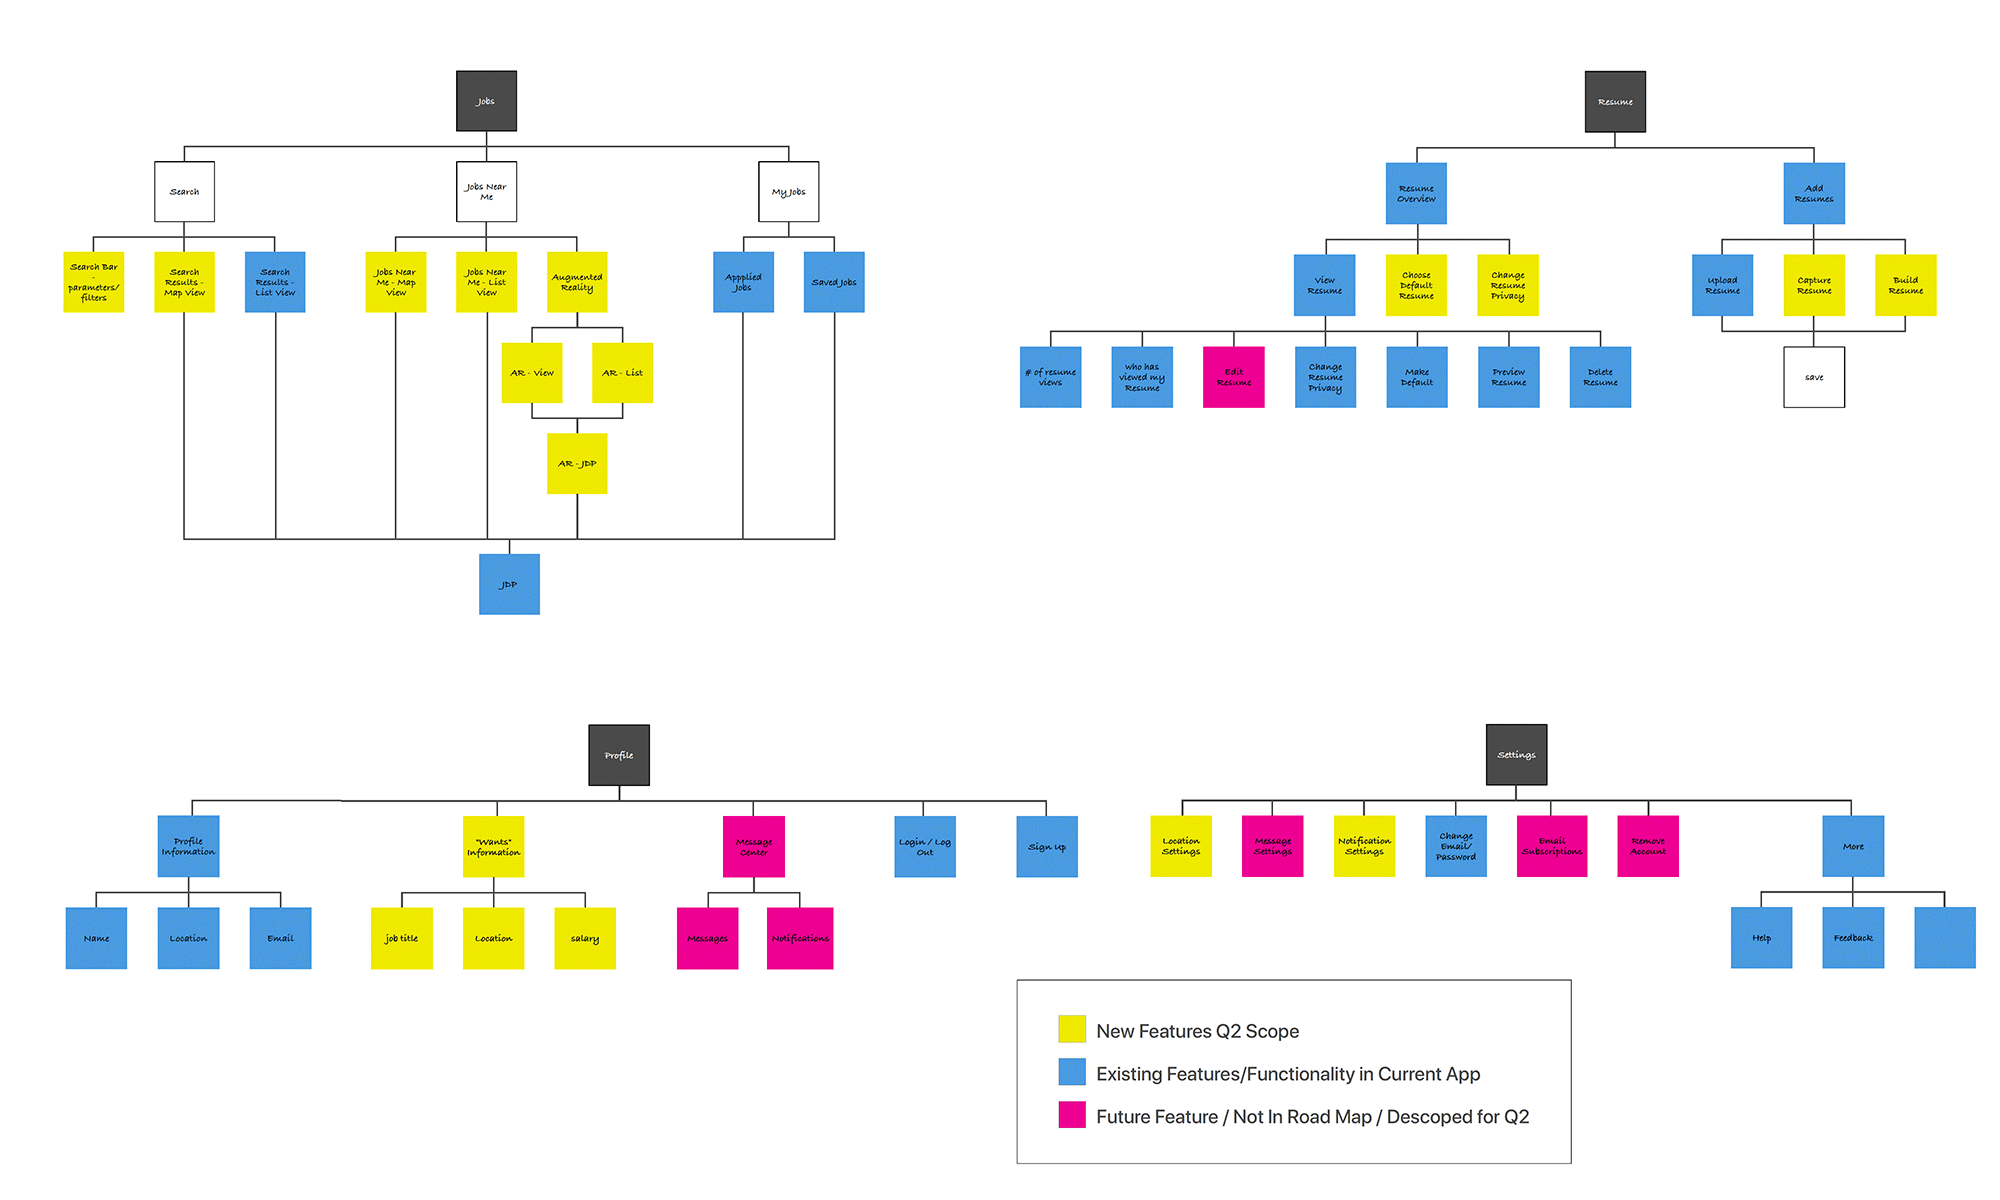 Jobs
Search
Jobs Near
Me
My Jobs
Search Bar
-
parameters/
filters
Search
Results -
Map View
Search
Results -
List View
Jobs Near
Me - Map
View
Jobs Near
Me - List
View
Augmented
Reality
Appplied
Jobs
Saved Jobs
AR - View
AR - List
AR - JDP
JDP
Resume
Resume
Overview
Add
Resumes
View
Resume
Choose
Default
Resume
Change
Resume
Privacy
Upload
Resume
Capture
Resume
Build
Resume
# of resume
views
who has
viewed my
Resume
Edit
Resume
Change
Resume
Privacy
Make
Default
Preview
Resume
Delete
Resume
save
Profile
Profile
Information
"Wants"
Information
Message
Center
Login / Log
Out
Sign Up
Name
Location
Email
job title
Location
salary
Messages
Notifications
Settings
Location
Settings
Message
Settings
Notification
Settings
Change
Email/
Password
Email
Subscriptions
Remove
Account
More
Help
Feedback
New Features Q2 Scope
Existing Features/Functionality in Current App
Future Feature / Not In Road Map / Descoped for Q2